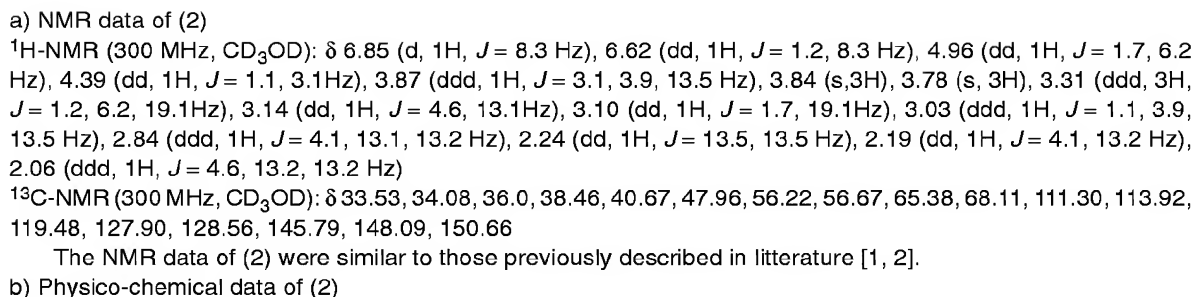 a) NMR data of (2)
¹H-NMR (300 MHz, CD₃OD): δ 6.85 (d, 1H, J = 8.3 Hz), 6.62 (dd, 1H, J = 1.2, 8.3 Hz), 4.96 (dd, 1H, J = 1.7, 6.2
Hz), 4.39 (dd, 1H, J = 1.1, 3.1Hz), 3.87 (ddd, 1H, J = 3.1, 3.9, 13.5 Hz), 3.84 (s,3H), 3.78 (s, 3H), 3.31 (ddd, 3H,
J = 1.2, 6.2, 19.1Hz), 3.14 (dd, 1H, J = 4.6, 13.1Hz), 3.10 (dd, 1H, J = 1.7, 19.1Hz), 3.03 (ddd, 1H, J = 1.1, 3.9,
13.5 Hz), 2.84 (ddd, 1H, J = 4.1, 13.1, 13.2 Hz), 2.24 (dd, 1H, J = 13.5, 13.5 Hz), 2.19 (dd, 1H, J = 4.1, 13.2 Hz),
2.06 (ddd, 1H, J = 4.6, 13.2, 13.2 Hz)
¹³C-NMR (300 MHz, CD₃OD): δ 33.53, 34.08, 36.0, 38.46, 40.67, 47.96, 56.22, 56.67, 65.38, 68.11, 111.30, 113.92,
119.48, 127.90, 128.56, 145.79, 148.09, 150.66
The NMR data of (2) were similar to those previously described in litterature [1, 2].
b) Physico-chemical data of (2)